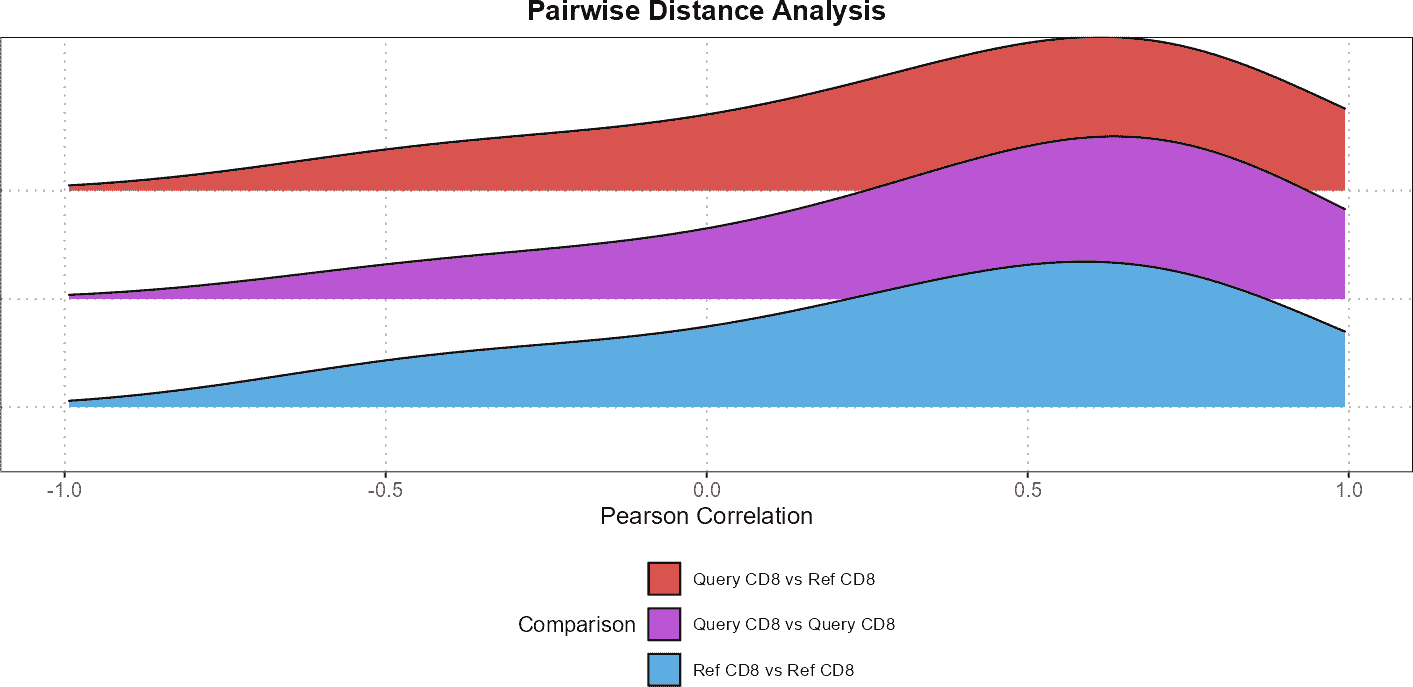 Pairwise Distance Analysis
-1.0 -0.5 0.0 0.5 1.0
Pearson Correlation
Query CD8 vs Ref CD8
Comparison Query CD8 vs Query CD8
Ref CD8 vs Ref CD8